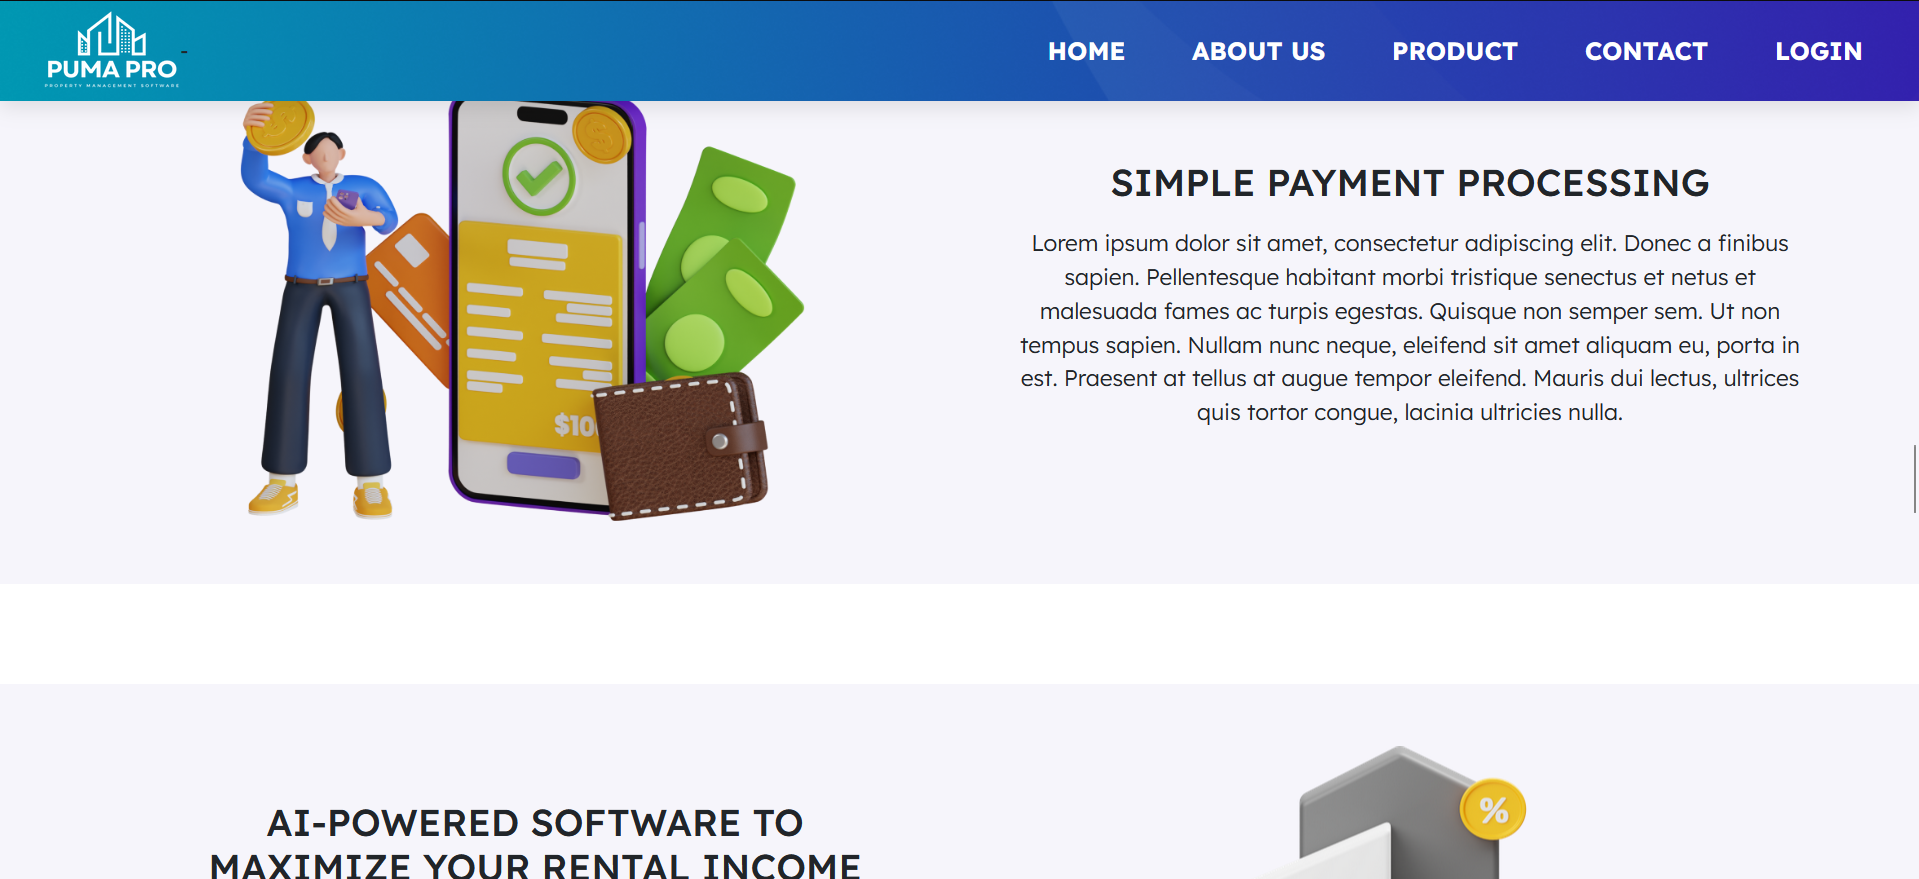 PUMA PRO
PROPERTY MANAGEMENT SOFTWARE
HOME ABOUT US PRODUCT CONTACT LOGIN
SIMPLE PAYMENT PROCESSING
Lorem ipsum dolor sit amet, consectetur adipiscing elit. Donec a finibus
sapien. Pellentesque habitant morbi tristique senectus et netus et
malesuada fames ac turpis egestas. Quisque non semper sem. Ut non
tempus sapien. Nullam nunc neque, eleifend sit amet aliquam eu, porta in
est. Praesent at tellus at augue tempor eleifend. Mauris dui lectus, ultrices
quis tortor congue, lacinia ultricies nulla.
$
$
$10
%
AI-POWERED SOFTWARE TO
MAXIMIZE YOUR RENTAL INCOME